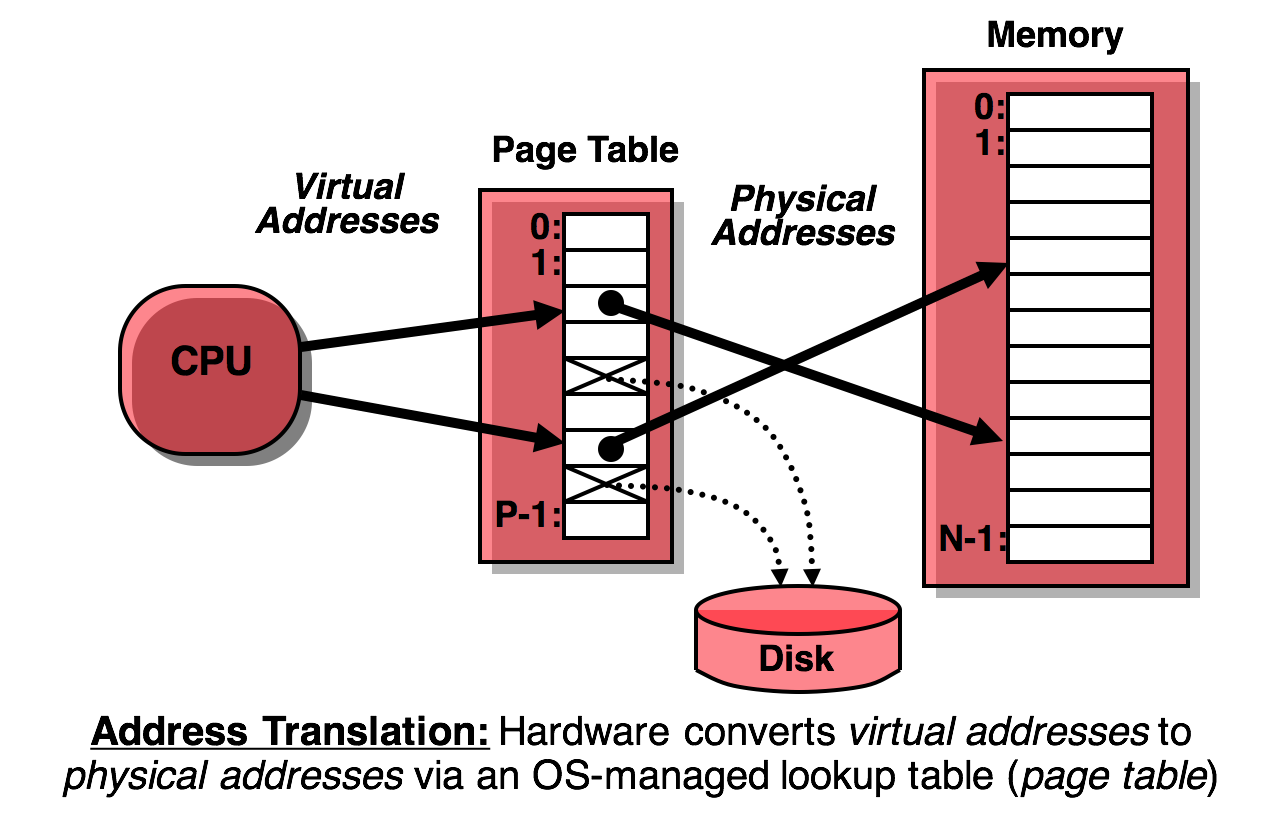 Memory
0:
1:
Page Table
Virtual
Addresses
Physical
Addresses
0:
1:
CPU
P-1:
N-1:
Disk
Address Translation: Hardware converts virtual addresses to
physical addresses via an OS-managed lookup table (page table)